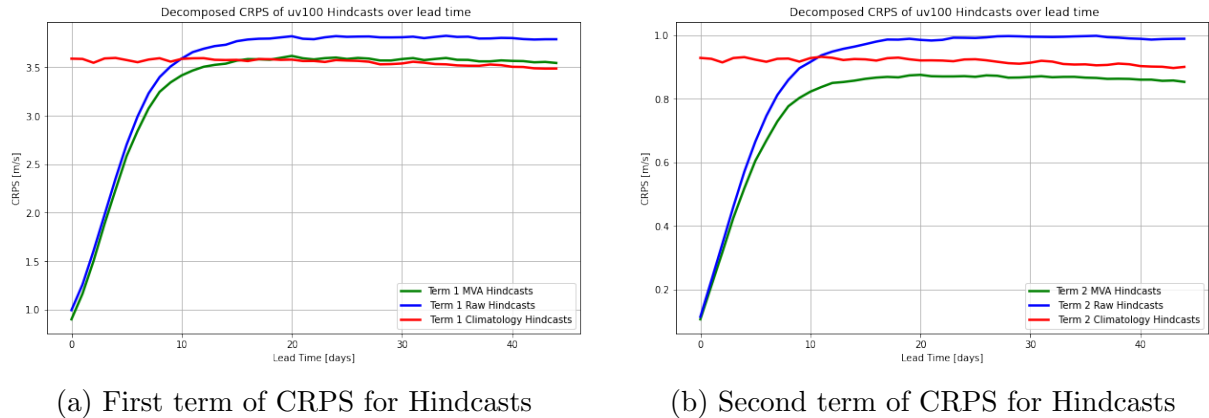 Decomposed CRPS of uv100 Hindcasts over lead time
CRPS [m/s]
3.5
3.0
2.5
2.0
1.5
1.0
0
10
20
30
40
Lead Time [days]
Term 1 MVA Hindcasts
Term 1 Raw Hindcasts
Term 1 Climatology Hindcasts
(a) First term of CRPS for Hindcasts
Decomposed CRPS of uv100 Hindcasts over lead time
CRPS [m/s]
1.0
0.8
0.6
0.4
0.2
0
10
20
30
40
Lead Time [days]
Term 2 MVA Hindcasts
Term 2 Raw Hindcasts
Term 2 Climatology Hindcasts
(b) Second term of CRPS for Hindcasts